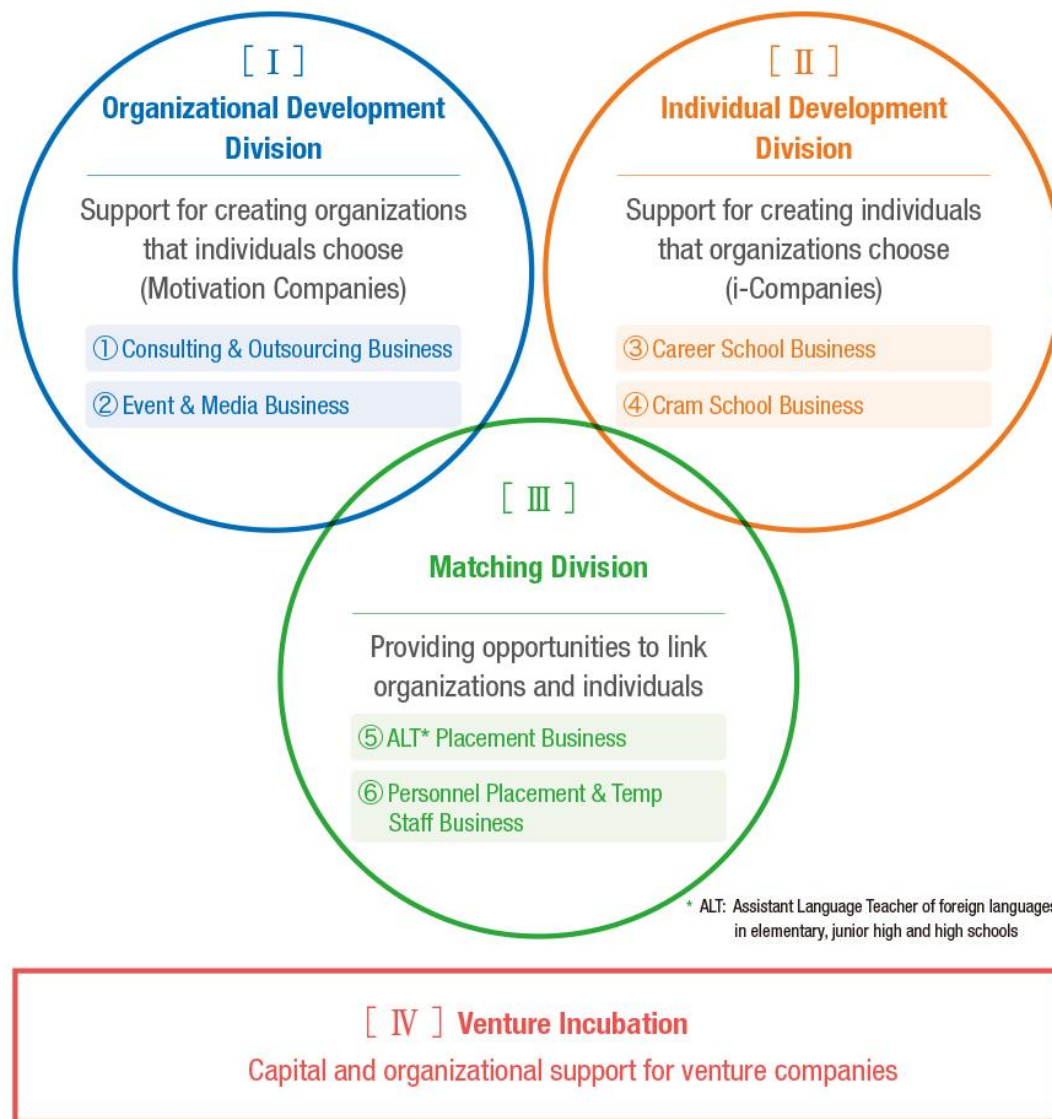 [ Ⅰ ]
Organizational Development
Division
Support for creating organizations
that individuals choose
(Motivation Companies)
① Consulting & Outsourcing Business
② Event & Media Business
[ Ⅱ ]
Individual Development
Division
Support for creating individuals
that organizations choose
(i-Companies)
③ Career School Business
④ Cram School Business
[ Ⅲ ]
Matching Division
Providing opportunities to link
organizations and individuals
⑤ ALT* Placement Business
⑥ Personnel Placement & Temp
Staff Business
* ALT: Assistant Language Teacher of foreign languages
in elementary, junior high and high schools
[ Ⅳ ] Venture Incubation
Capital and organizational support for venture companies